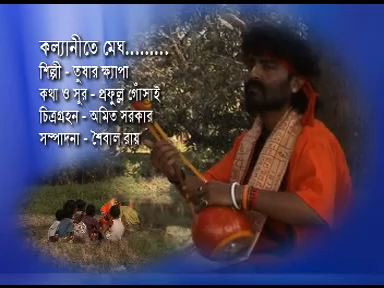 কল্যানীতে মেঘ.........
শিল্পী - তুষার ক্ষ্যাপা
কথা ও সুর - প্রফুল্ল গোঁসাই
চিত্রগ্রহন - অমিত সরকার
সম্পাদনা - শৈবাল রায়